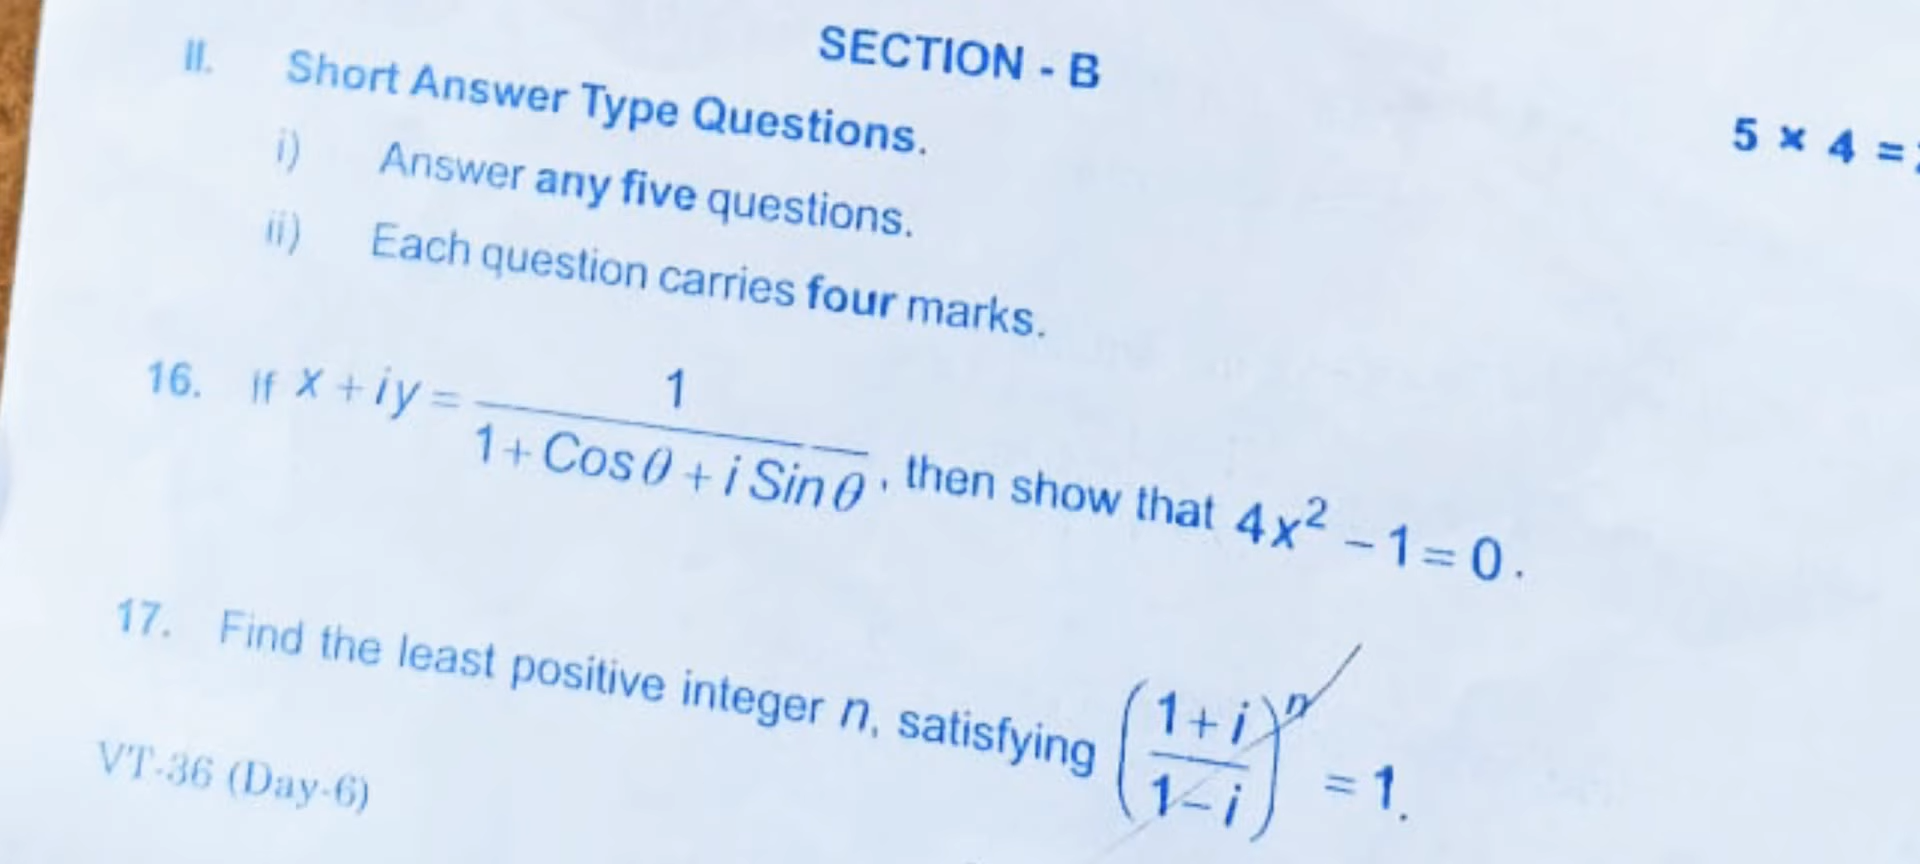 SECTION - B
II. Short Answer Type Questions.
5 × 4 =
i) Answer any five questions.
ii) Each question carries four marks.
16. If x + iy = 1 / (1 + Cosθ + i Sinθ), then show that 4x² – 1 = 0.
17. Find the least positive integer n, satisfying ((1 + i) / (1 – i))ⁿ = 1.
VT-36 (Day-6)